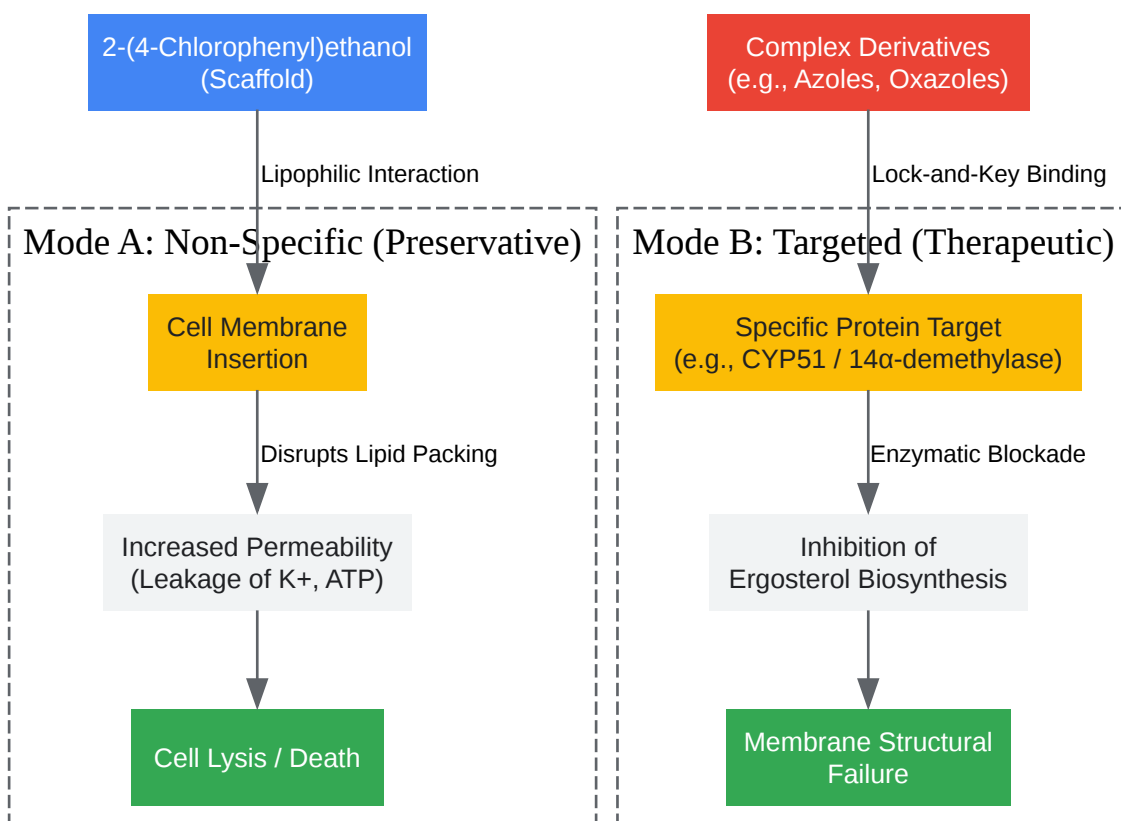 2-(4-Chlorophenyl)ethanol
(Scaffold)
Lipophilic Interaction
Mode A: Non-Specific (Preservative)
Cell Membrane
Insertion
Disrupts Lipid Packing
Increased Permeability
(Leakage of K+, ATP)
Cell Lysis / Death
Complex Derivatives
(e.g., Azoles, Oxazoles)
Lock-and-Key Binding
Mode B: Targeted (Therapeutic)
Specific Protein Target
(e.g., CYP51 / 14α-demethylase)
Enzymatic Blockade
Inhibition of
Ergosterol Biosynthesis
Membrane Structural
Failure